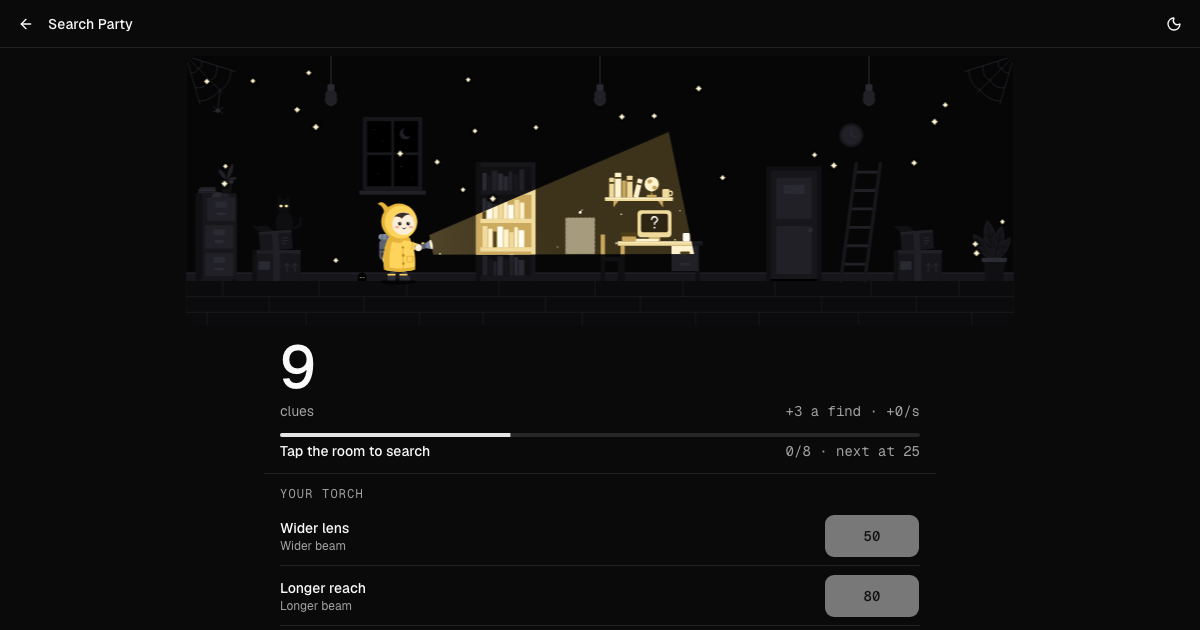 Search Party
?
9
clues
+3 a find · +0/s
Tap the room to search
0/8 · next at 25
YOUR TORCH
Wider lens
Wider beam
50
Longer reach
Longer beam
80